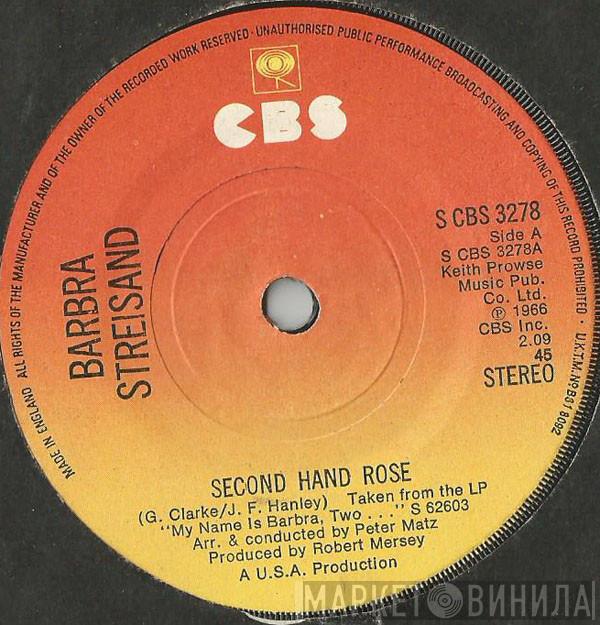 MADE IN ENGLAND ALL RIGHTS OF THE MANUFACTURER AND OF THE OWNER OF THE RECORDED WORK RESERVED · UNAUTHORISED PUBLIC PERFORMANCE BROADCASTING AND COPYING OF THIS RECORD PROHIBITED · U.K.T.M. Nº B318092
CBS
BARBRA
STREISAND
S CBS 3278
Side A
S CBS 3278A
Keith Prowse
Music Pub.
Co. Ltd.
℗ 1966
CBS Inc.
2.09
45
STEREO
SECOND HAND ROSE
(G. Clarke/J. F. Hanley) Taken from the LP
"My Name Is Barbra, Two . . ." S 62603
Arr. & conducted by Peter Matz
Produced by Robert Mersey
A U.S.A. Production
МАРКЕТ ВИНИЛА